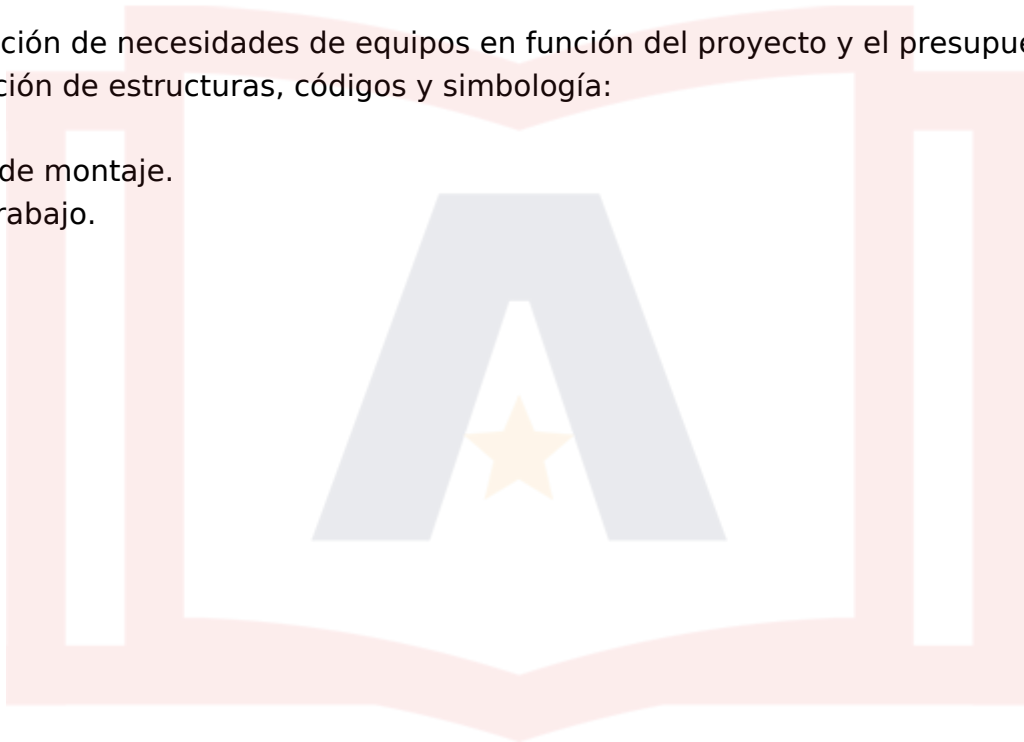 ción de necesidades de equipos en función del proyecto y el presupue
ción de estructuras, códigos y simbología:
de montaje.
rabajo.